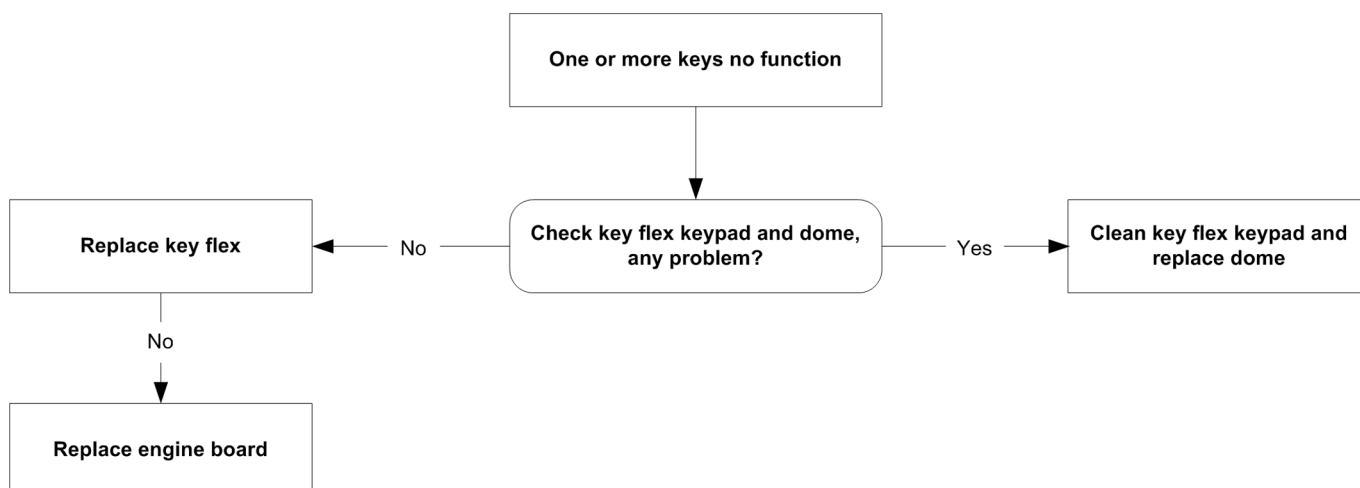 One or more keys no function
Check key flex keypad and dome,
any problem?
No
Yes
Replace key flex
Clean key flex keypad and
replace dome
No
Replace engine board